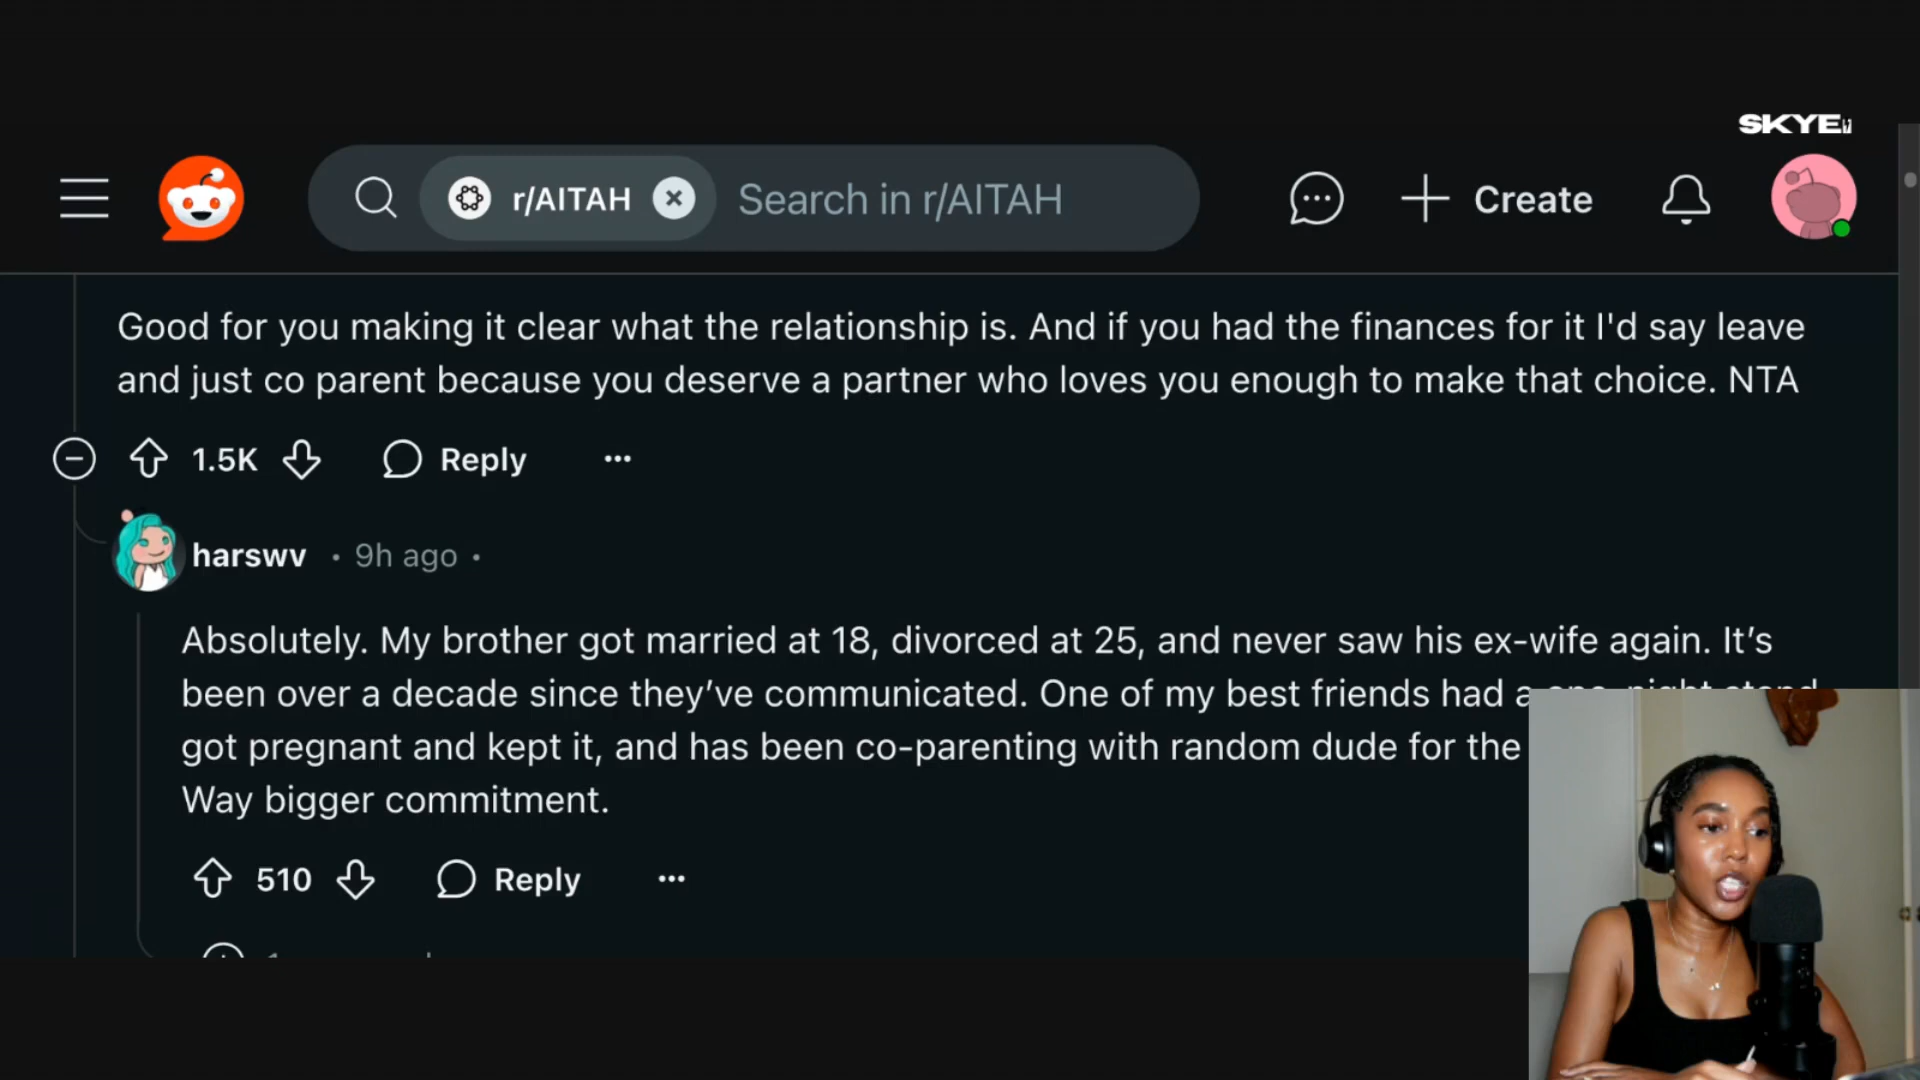 SKYE
r/AITAH
Search in r/AITAH
Create
Good for you making it clear what the relationship is. And if you had the finances for it I'd say leave
and just co parent because you deserve a partner who loves you enough to make that choice. NTA
1.5K
Reply
harswv • 9h ago •
Absolutely. My brother got married at 18, divorced at 25, and never saw his ex-wife again. It’s
been over a decade since they’ve communicated. One of my best friends had a one-night stand
got pregnant and kept it, and has been co-parenting with random dude for the
Way bigger commitment.
510
Reply